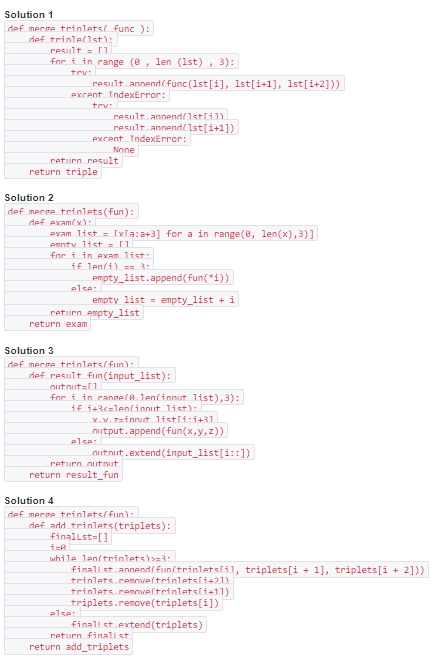 Solution 1
def merge_triplets( func ):
def triple(lst):
result = []
for i in range (0 , len (lst) , 3):
try:
result.append(func(lst[i], lst[i+1], lst[i+2]))
except IndexError:
try:
result.append(lst[i])
result.append(lst[i+1])
except IndexError:
None
return result
return triple
Solution 2
def merge_triplets(fun):
def exam(x):
exam_list = [x[a:a+3] for a in range(0, len(x),3)]
empty_list = []
for i in exam_list:
if len(i) == 3:
empty_list.append(fun(*i))
else:
empty_list = empty_list + i
return empty_list
return exam
Solution 3
def merge_triplets(fun):
def result_fun(input_list):
output=[]
for i in range(0,len(input_list),3):
if i+3<=len(input_list):
x,y,z=input_list[i:i+3]
output.append(fun(x,y,z))
else:
output.extend(input_list[i::])
return output
return result_fun
Solution 4
def merge_triplets(fun):
def add_triplets(triplets):
finalLst=[]
i=0
while len(triplets)>=3:
finalLst.append(fun(triplets[i], triplets[i + 1], triplets[i + 2]))
triplets.remove(triplets[i+2])
triplets.remove(triplets[i+1])
triplets.remove(triplets[i])
else:
finalLst.extend(triplets)
return finalLst
return add_triplets